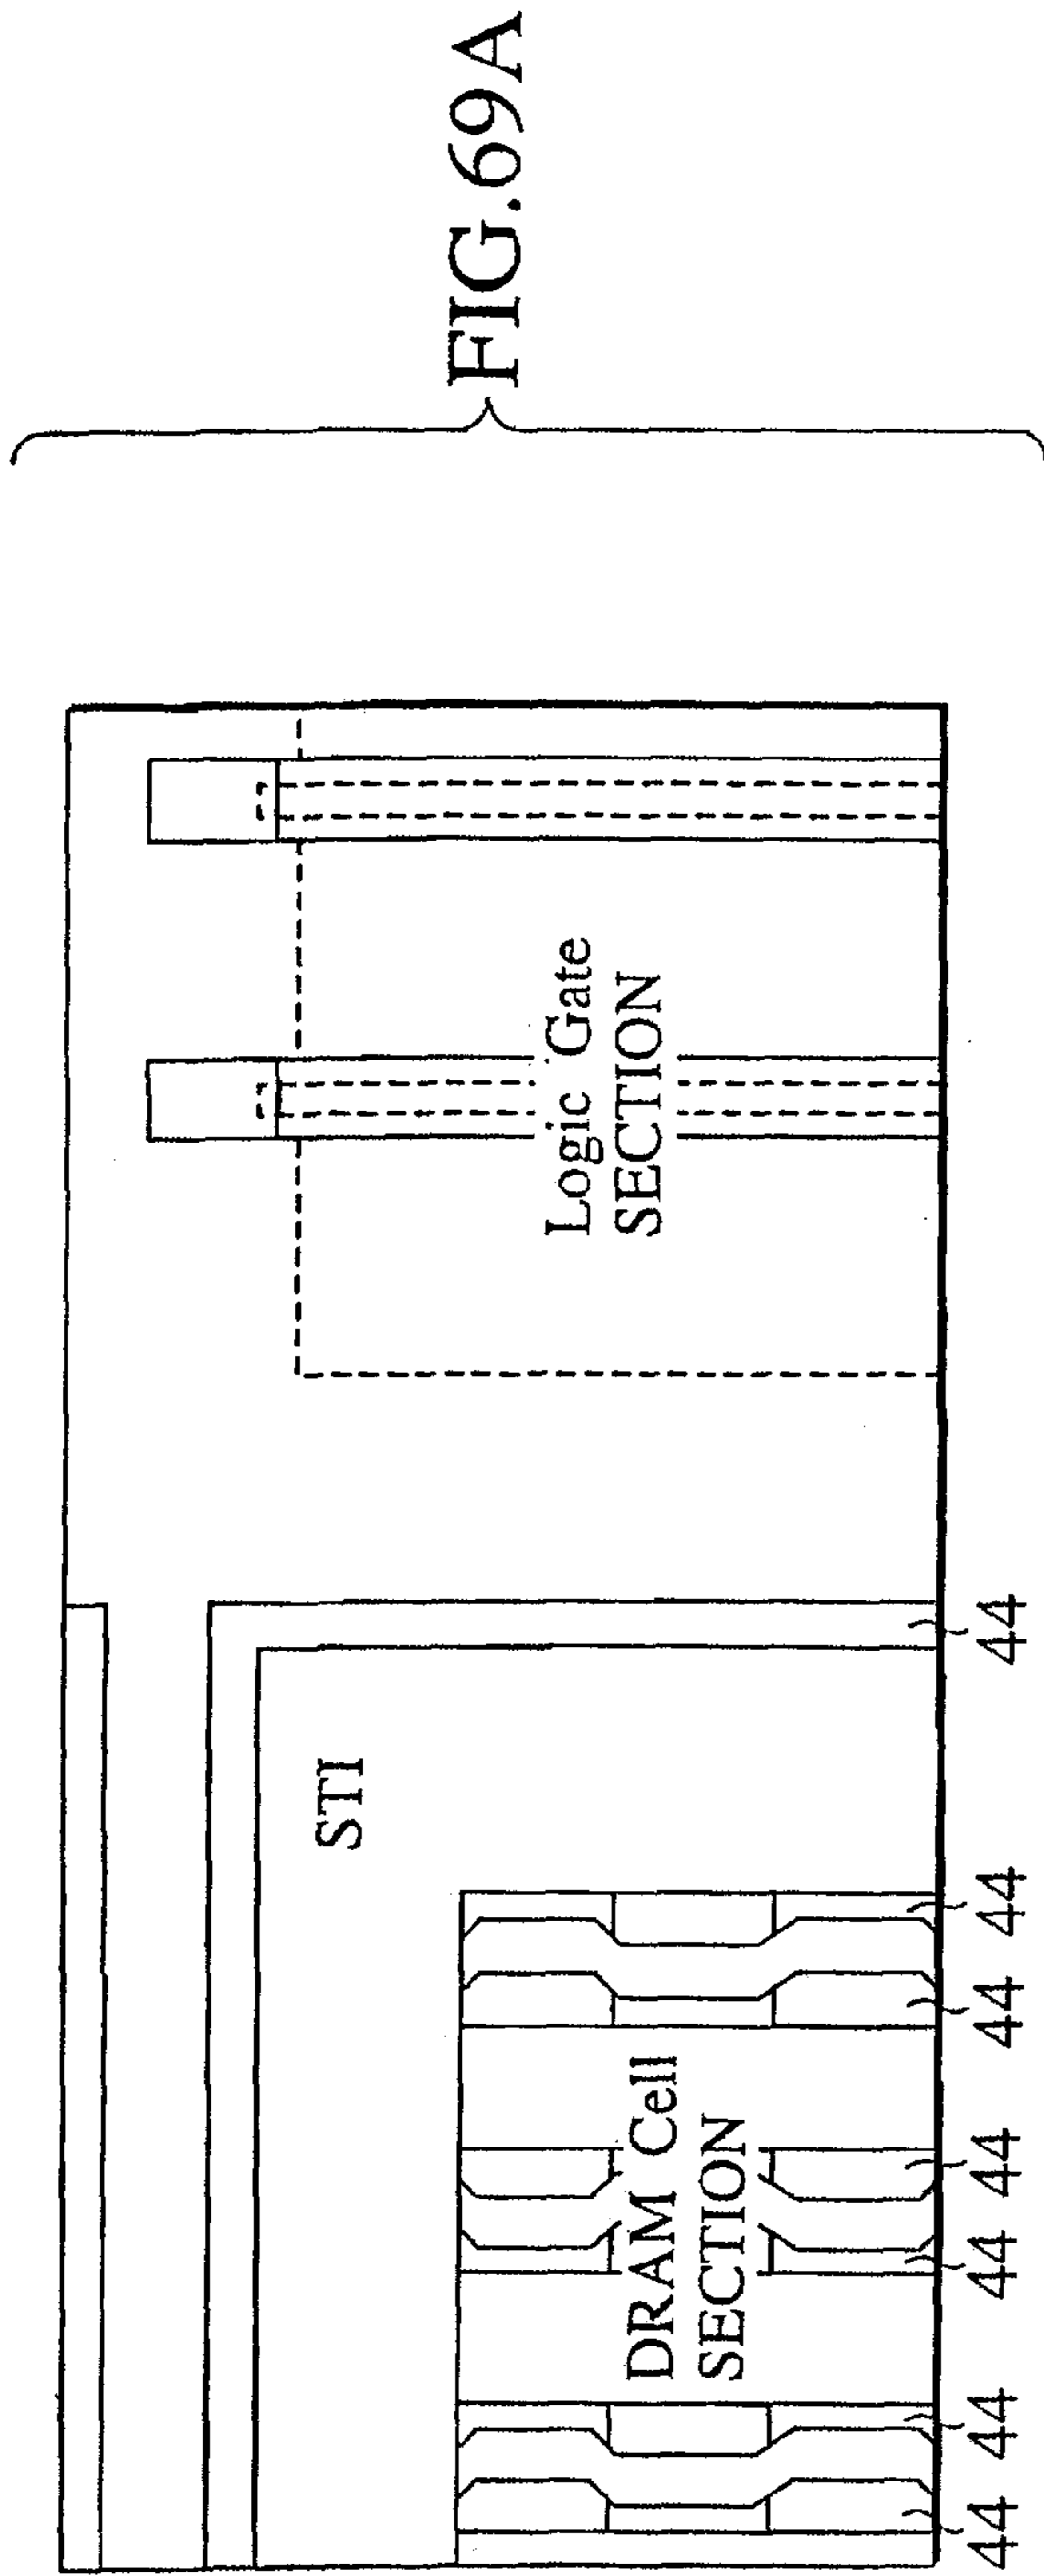 FIG.69A
STI
Logic Gate
SECTION
DRAM Cell
SECTION
44 44 44 44 44 44 44